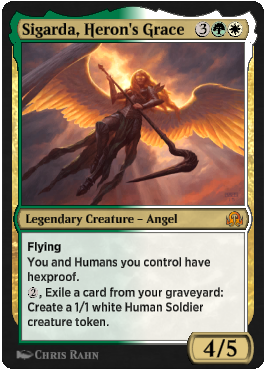 Sigarda, Heron's Grace 3
Legendary Creature – Angel
Flying
You and Humans you control have
hexproof.
2, Exile a card from your graveyard:
Create a 1/1 white Human Soldier
creature token.
Chris Rahn
4/5